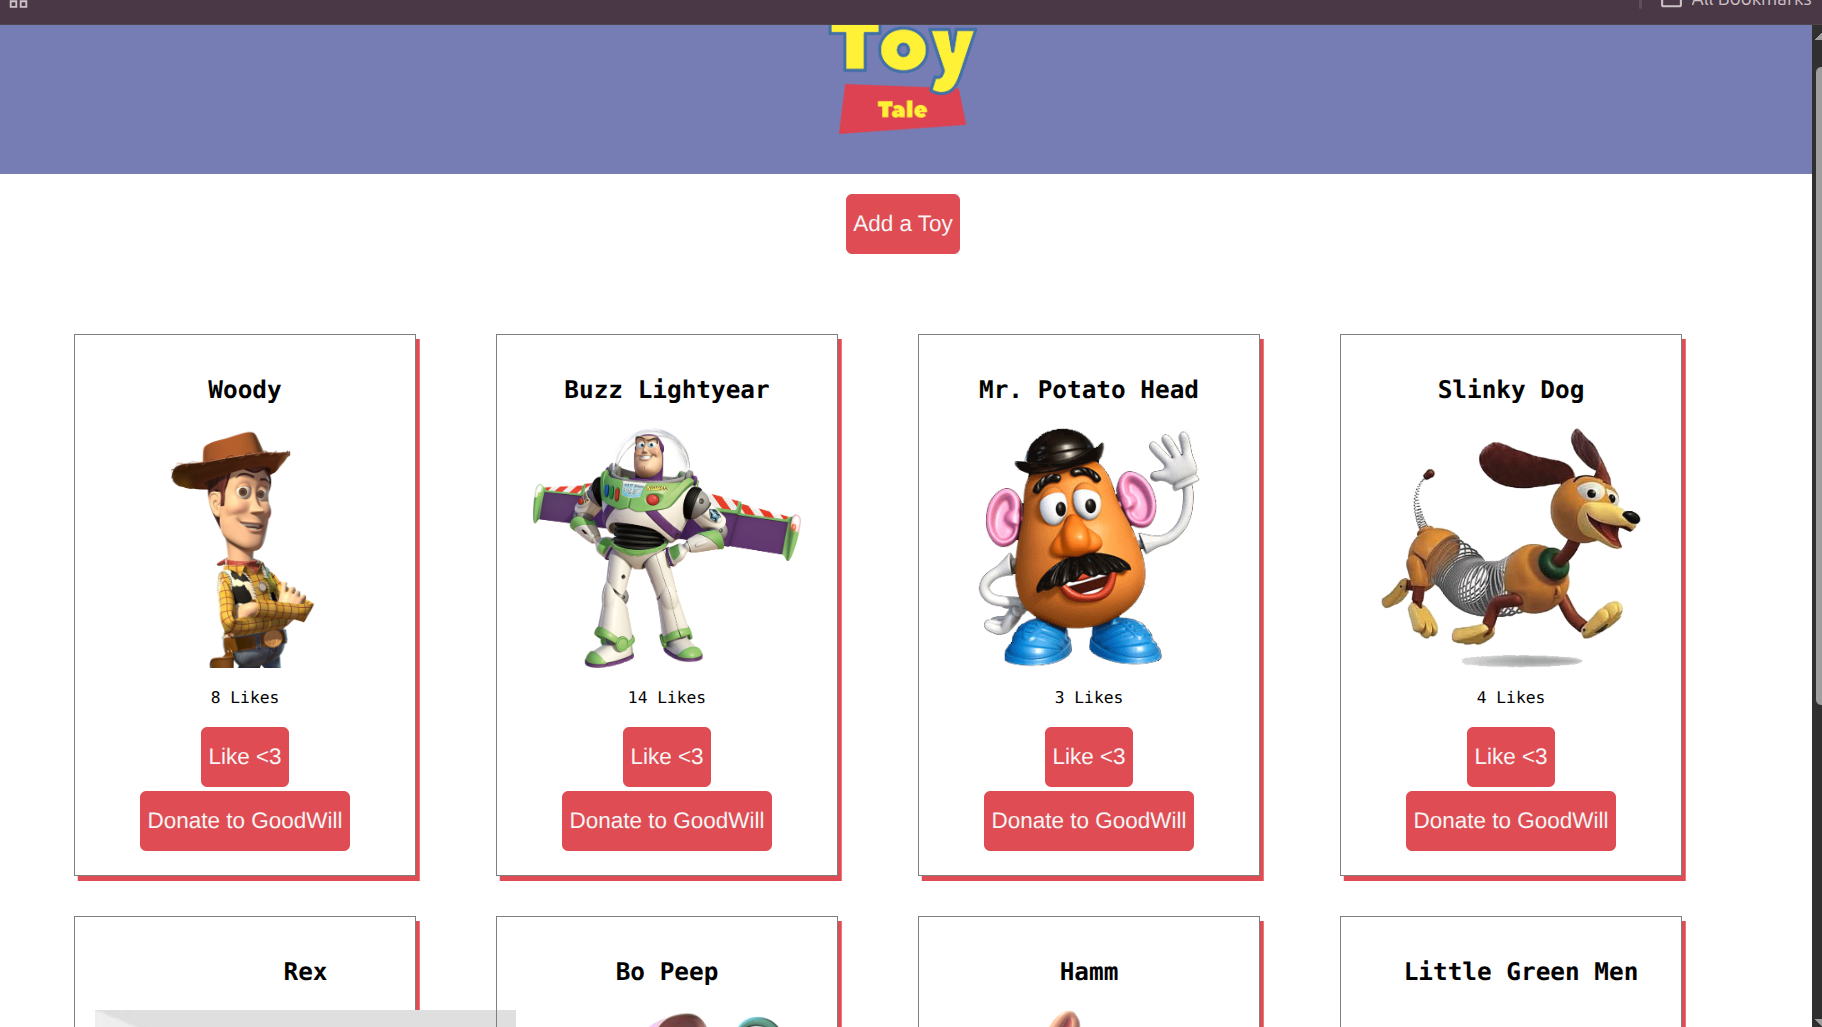 All Bookmarks
Toy
Tale
Add a Toy
Woody
Buzz Lightyear
Mr. Potato Head
Slinky Dog
8 Likes
14 Likes
3 Likes
4 Likes
Like <3
Like <3
Like <3
Like <3
Donate to GoodWill
Donate to GoodWill
Donate to GoodWill
Donate to GoodWill
Rex
Bo Peep
Hamm
Little Green Men